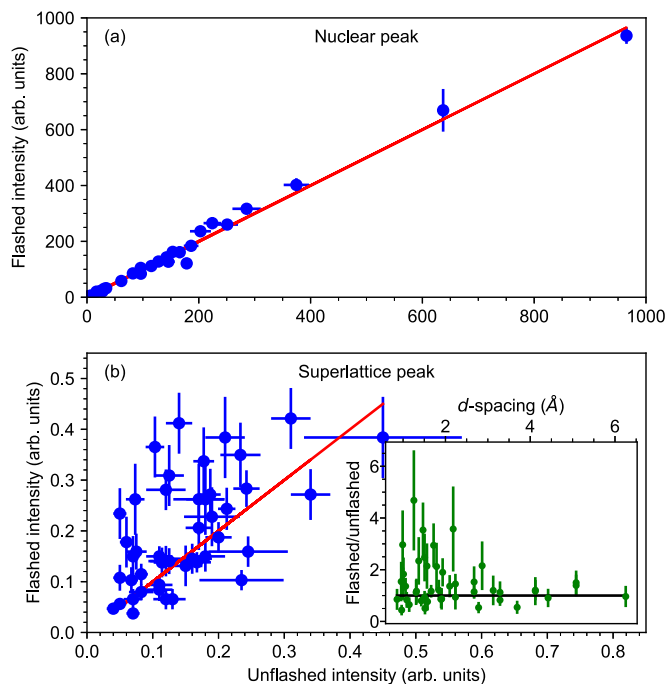 (a)
Nuclear peak
Flashed intensity (arb. units)
1000
800
600
400
200
0
0 200 400 600 800 1000
(b)
Superlattice peak
Flashed intensity (arb. units)
0.5
0.4
0.3
0.2
0.1
0.0
d-spacing (Å)
2 4 6
Flashed/unflashed
6
4
2
0
0.0 0.1 0.2 0.3 0.4 0.5 0.6 0.7 0.8
Unflashed intensity (arb. units)